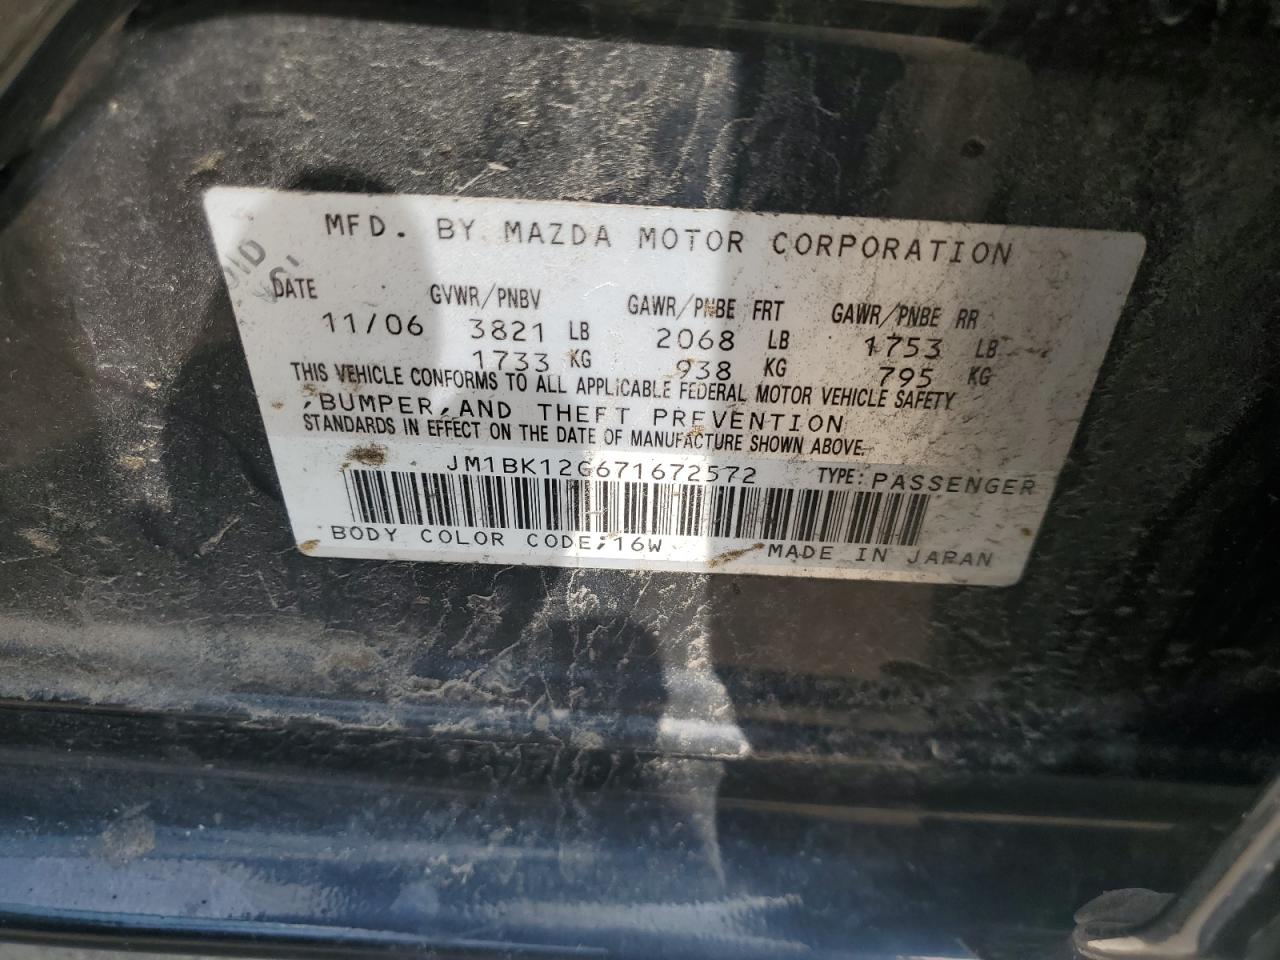 MFD. BY MAZDA MOTOR CORPORATION
DATE GVWR/PNBV GAWR/PNBE FRT GAWR/PNBE RR
11/06 3821 LB 2068 LB 1753 LB
1733 KG 938 KG 795 KG
THIS VEHICLE CONFORMS TO ALL APPLICABLE FEDERAL MOTOR VEHICLE SAFETY
,BUMPER,AND THEFT PREVENTION
STANDARDS IN EFFECT ON THE DATE OF MANUFACTURE SHOWN ABOVE.
JM1BK12G671672572 TYPE: PASSENGER
BODY COLOR CODE;16W MADE IN JAPAN